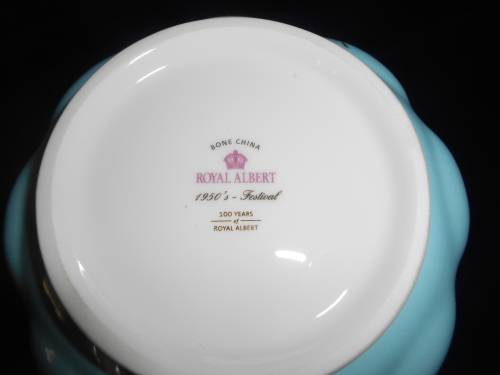 BONE CHINA
ROYAL ALBERT
1950's - Festival
100 YEARS
of
ROYAL ALBERT